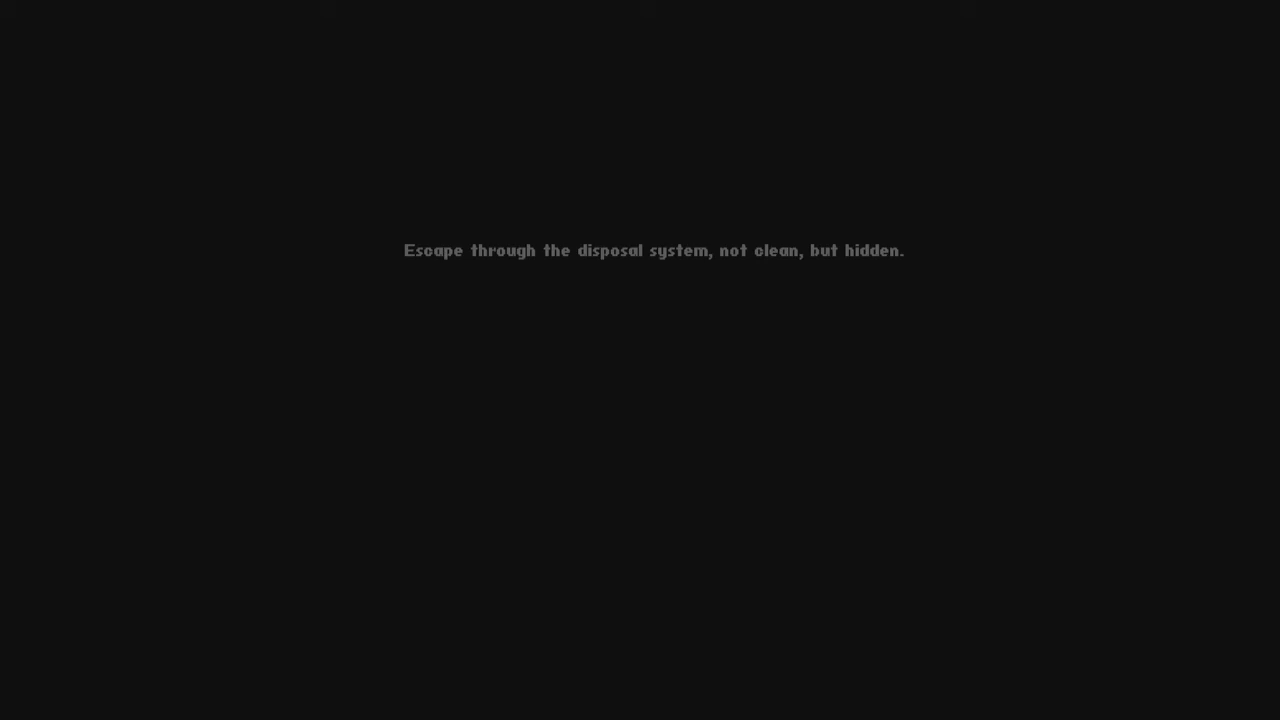 Escape through the disposal system, not clean, but hidden.